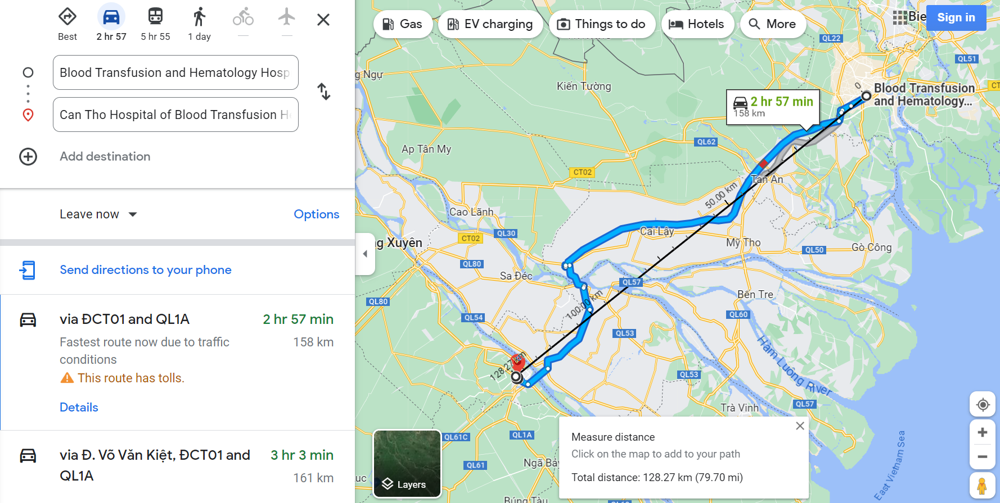 Best
2 hr 57
5 hr 55
1 day
Blood Transfusion and Hematology Hosp
Can Tho Hospital of Blood Transfusion H
Add destination
Leave now
Options
Send directions to your phone
via ĐCT01 and QL1A
2 hr 57 min
Fastest route now due to traffic
158 km
conditions
This route has tolls.
Details
via Đ. Võ Văn Kiệt, ĐCT01 and
3 hr 3 min
QL1A
161 km
Gas
EV charging
Things to do
Hotels
More
Bie
Sign in
QL22
QL51
g Ngự
Kiến Tường
0
Blood Transfusion
and Hematology...
CT
2 hr 57 min
158 km
QL62
Ap Tân My
CT02
Tân An
50.00 km
Cao Lãnh
QL30
CT02
Cai Lậy
g Xuyên
Mỹ Tho
QL50
Gò Công
QL80
Sa Đéc
QL57
Bến Tre
QL80
100.00 km
QL54
QL60
QL53
Hàm Luông River
128.27 km
QL53
QL57
Trà Vinh
QL61C
QL1A
QL61
Ngã Bảy
uc
Layers
Measure distance
Click on the map to add to your path
Total distance: 128.27 km (79.70 mi)
East Vietnam Sea
Búng Tàu